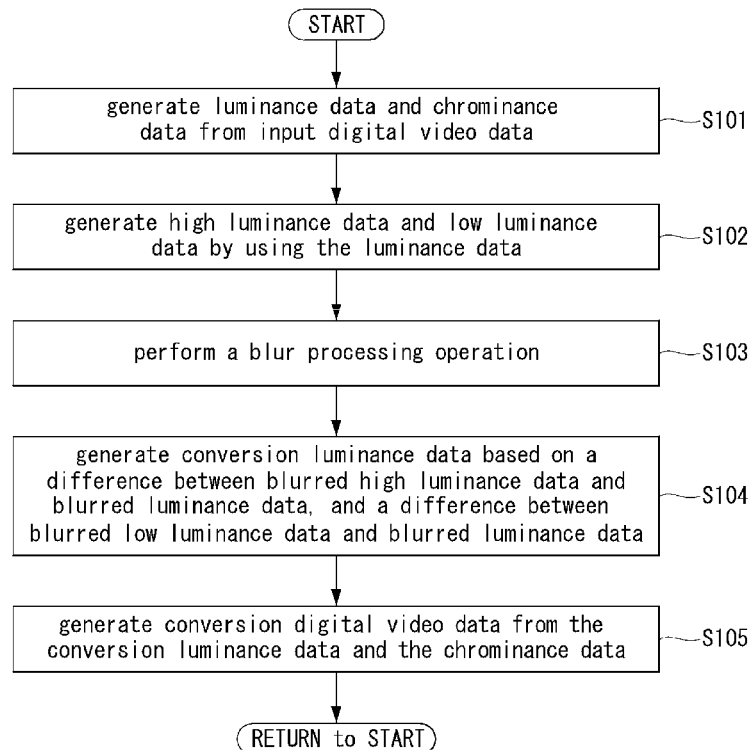 START
generate luminance data and chrominance
data from input digital video data
S101
generate high luminance data and low luminance
data by using the luminance data
S102
perform a blur processing operation
S103
generate conversion luminance data based on a
difference between blurred high luminance data and
blurred luminance data, and a difference between
blurred low luminance data and blurred luminance data
S104
generate conversion digital video data from the
conversion luminance data and the chrominance data
S105
RETURN to START